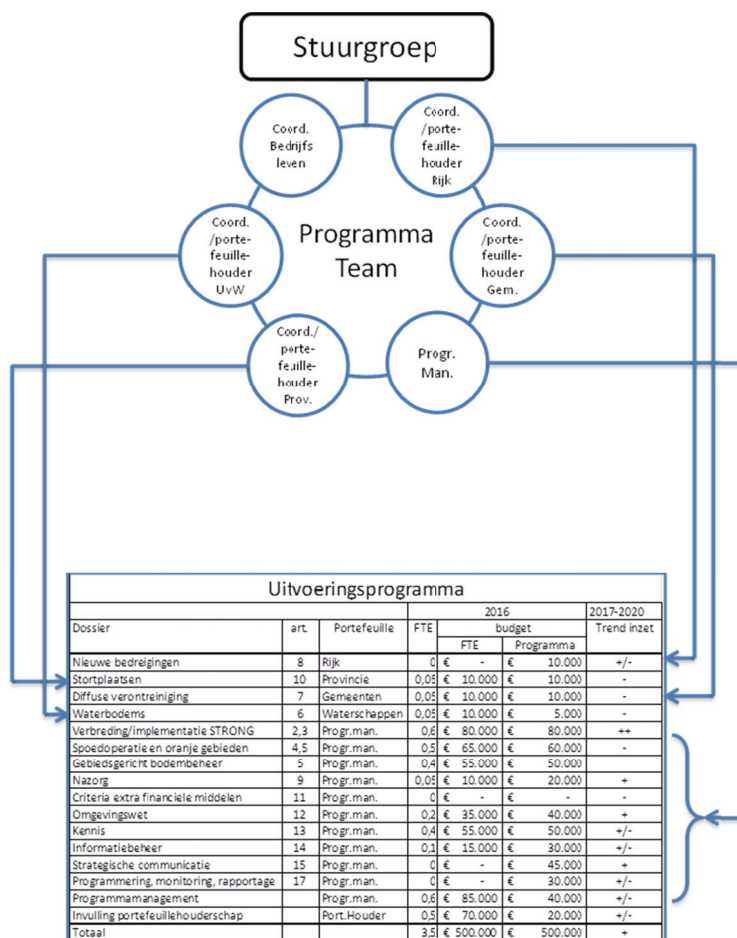 Stuurgroep
Coord.
Bedrijfs
leven
Coord.
/porte-
feuille-
houder
Rijk
Coord.
/porte-
feuille-
houder
UvW
Programma
Team
Coord.
/porte-
feuille-
houder
Gem.
Coord./
porte-
feuille-
houder
Prov.
Progr.
Man.
Uitvoeringsprogramma
2016 2017-2020
Dossier art. Portefeuille FTE budget Trend inzet
FTE Programma
Nieuwe bedreigingen 8 Rijk 0 € - € 10.000 +/-
Stortplaatsen 10 Provincie 0,05 € 10.000 € 10.000 -
Diffuse verontreiniging 7 Gemeenten 0,05 € 10.000 € 10.000 -
Waterbodems 6 Waterschappen 0,05 € 10.000 € 5.000 -
Verbreding/implementatie STRONG 2,3 Progr.man. 0,6 € 80.000 € 80.000 ++
Spoedoperatie en oranje gebieden 4,5 Progr.man. 0,5 € 65.000 € 60.000 -
Gebiedsgericht bodembeheer 5 Progr.man. 0,4 € 55.000 € 50.000
Nazorg 9 Progr.man. 0,05 € 10.000 € 20.000 +
Criteria extra financiele middelen 11 Progr.man. 0 € - € - -
Omgevingswet 12 Progr.man. 0,2 € 35.000 € 40.000 +
Kennis 13 Progr.man. 0,4 € 55.000 € 50.000 +/-
Informatiebeheer 14 Progr.man. 0,1 € 15.000 € 30.000 +/-
Strategische communicatie 15 Progr.man. 0 € - € 45.000 +
Programmering, monitoring, rapportage 17 Progr.man. 0 € - € 30.000 +/-
Programmamanagement Progr.man. 0,6 € 85.000 € 40.000 +/-
Invulling portefeuillehouderschap Port.Houder 0,5 € 70.000 € 20.000 +/-
Totaal 3,5 € 500.000 € 500.000 +